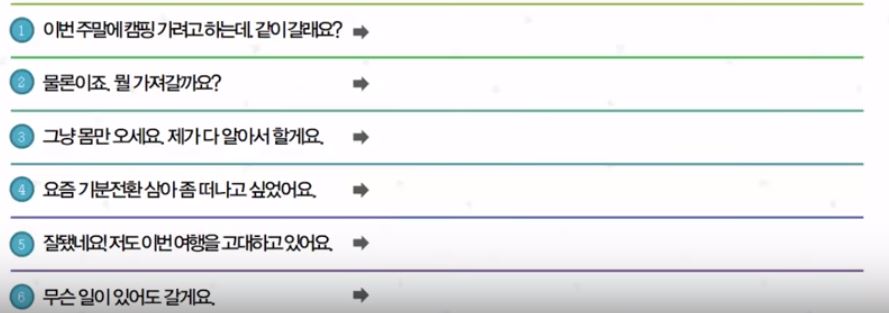 1 이번 주말에 캠핑 가려고 하는데, 같이 갈래요? ➡
2 물론이죠. 뭘 가져갈까요? ➡
3 그냥 몸만 오세요. 제가 다 알아서 할게요. ➡
4 요즘 기분전환 삼아 좀 떠나고 싶었어요. ➡
5 잘됐네요! 저도 이번 여행을 고대하고 있어요. ➡
6 무슨 일이 있어도 갈게요. ➡